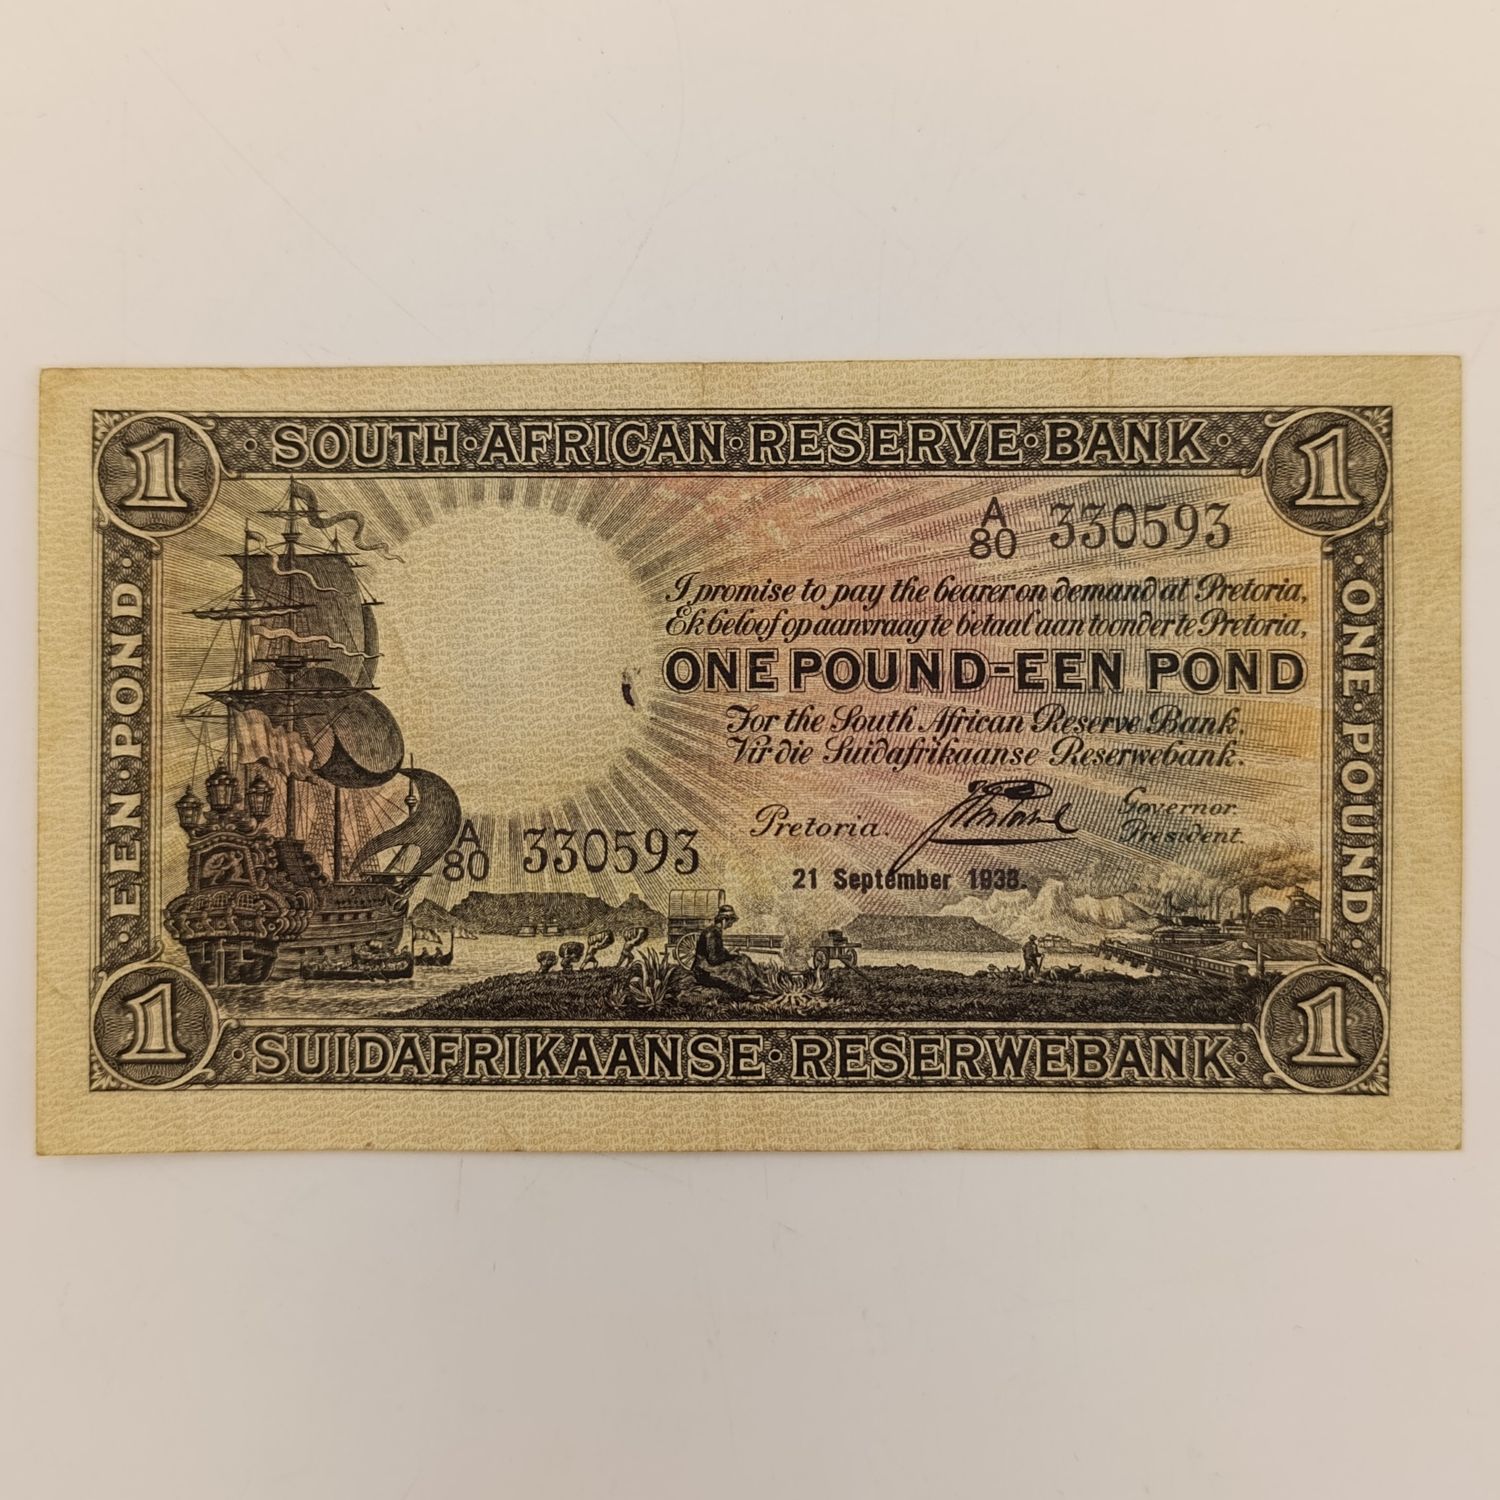 SOUTH·AFRICAN·RESERVE·BANK
1
1
A/80 330593
I promise to pay the bearer on demand at Pretoria,
Ek beloof op aanvraag te betaal aan toonder te Pretoria,
ONE POUND-EEN POND
For the South African Reserve Bank.
Vir die Suidafrikaanse Reserwebank.
Governor.
Pretoria.
President.
21 September 1938.
A/80 330593
EEN·POND
ONE·POUND
1
1
SUIDAFRIKAANSE·RESERWEBANK